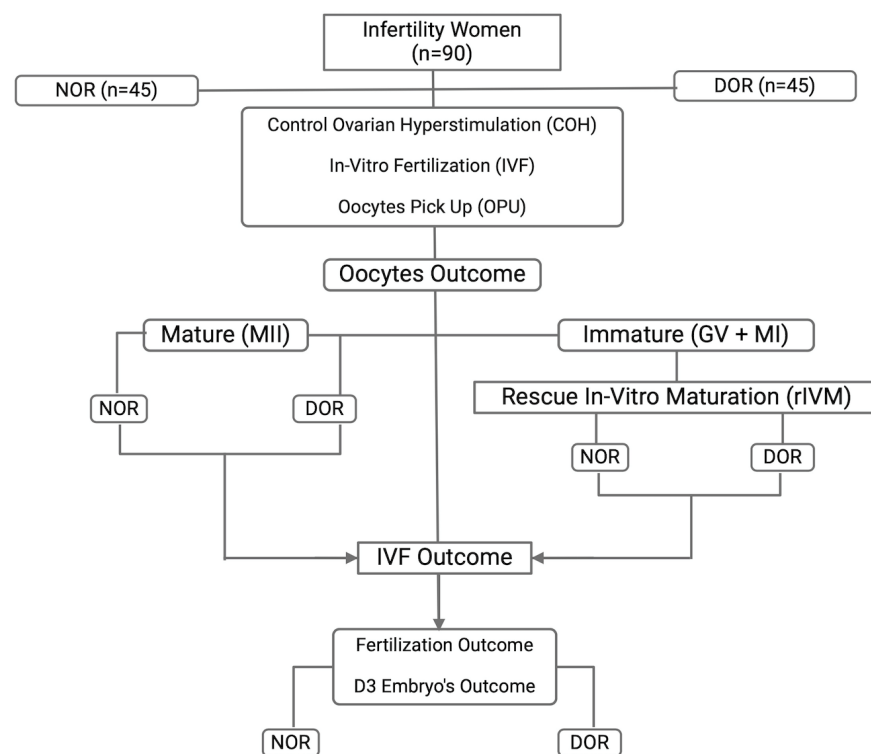 Infertility Women
(n=90)
NOR (n=45)
DOR (n=45)
Control Ovarian Hyperstimulation (COH)
In-Vitro Fertilization (IVF)
Oocytes Pick Up (OPU)
Oocytes Outcome
Mature (MII)
Immature (GV + MI)
Rescue In-Vitro Maturation (rIVM)
NOR
DOR
NOR
DOR
IVF Outcome
Fertilization Outcome
D3 Embryo's Outcome
NOR
DOR